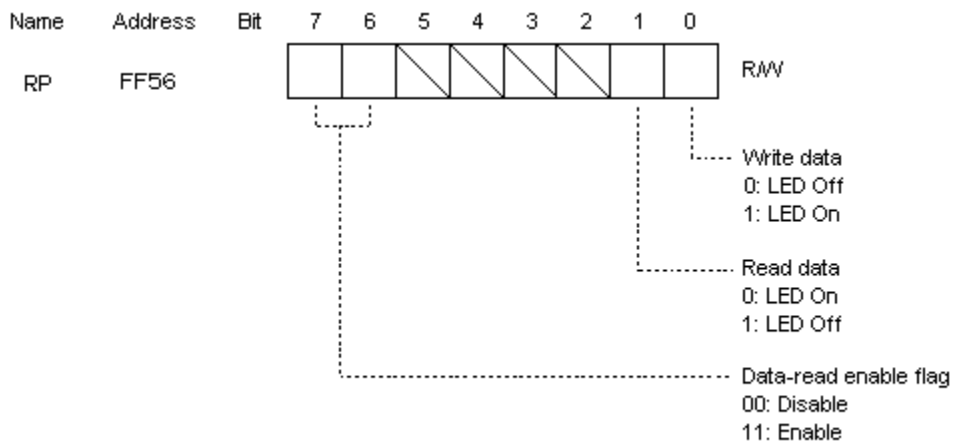 Name Address Bit 7 6 5 4 3 2 1 0
RP FF56 R/W
Write data
0: LED Off
1: LED On
Read data
0: LED On
1: LED Off
Data-read enable flag
00: Disable
11: Enable